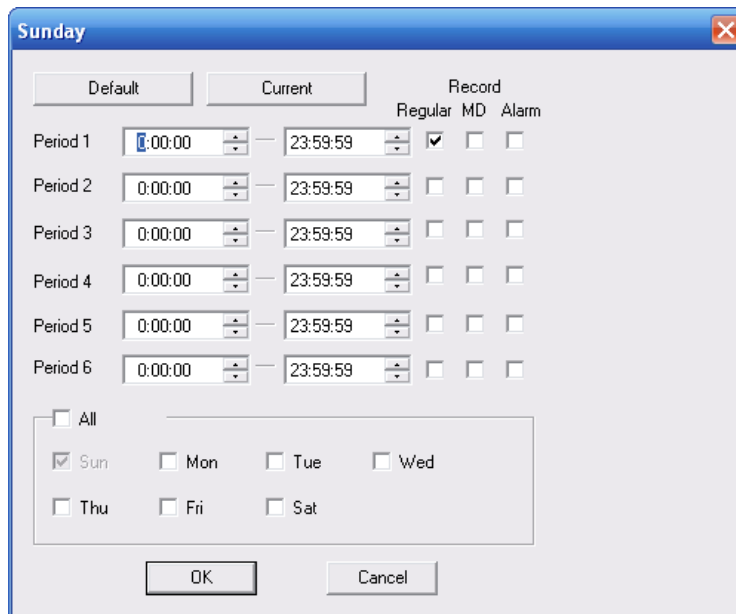 Sunday
Default Current Record
Regular MD Alarm
Period 1 0:00:00 — 23:59:59
Period 2 0:00:00 — 23:59:59
Period 3 0:00:00 — 23:59:59
Period 4 0:00:00 — 23:59:59
Period 5 0:00:00 — 23:59:59
Period 6 0:00:00 — 23:59:59
All
Sun Mon Tue Wed
Thu Fri Sat
OK Cancel